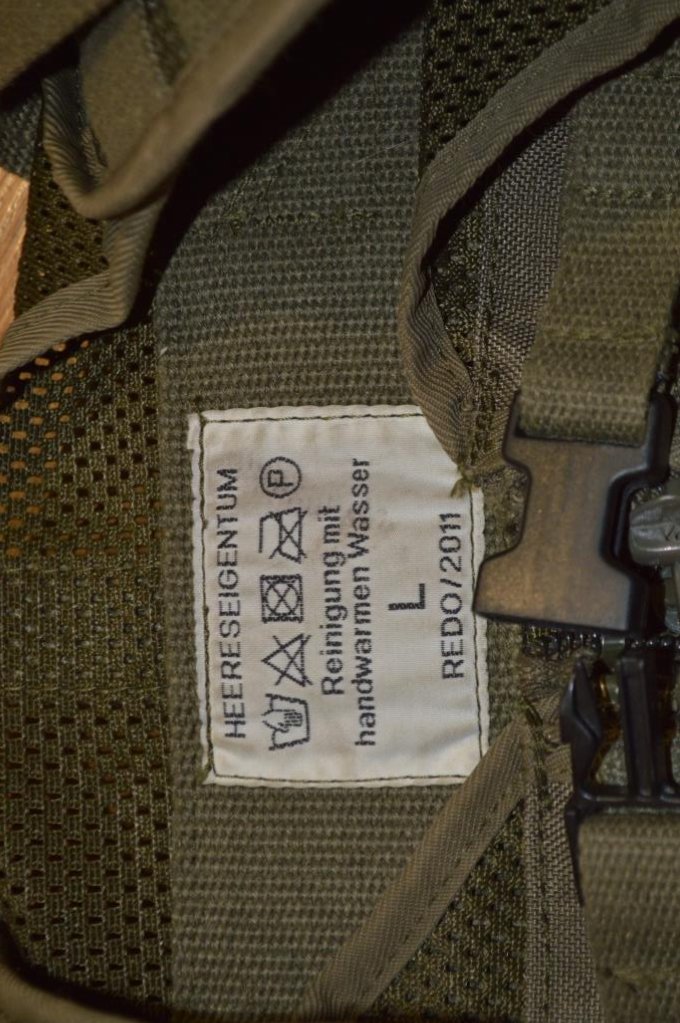 HEERESEIGENTUM
P
Reinigung mit
handwarmen Wasser
L
REDO/2011